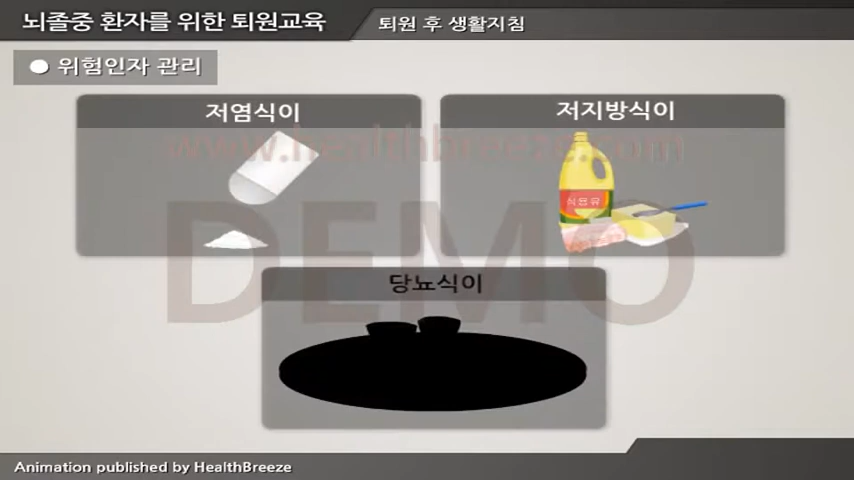 뇌졸중 환자를 위한 퇴원교육
퇴원 후 생활지침
위험인자 관리
저염식이
저지방식이
www.healthbreeze.com
식용유
DEMO
당뇨식이
Animation published by HealthBreeze